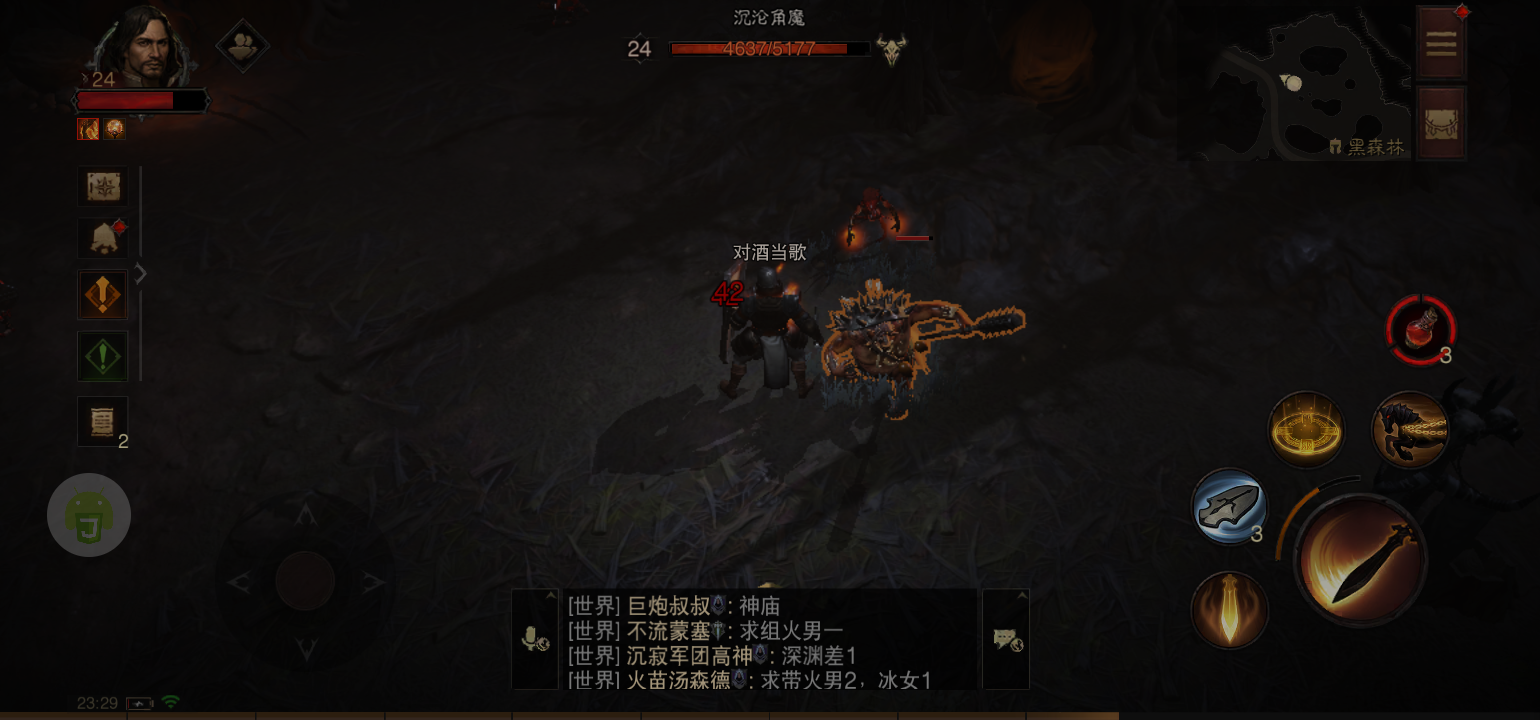 沉沦角魔
24
4637/5177
24
黑森林
对酒当歌
42
3
2
3
[世界] 巨炮叔叔: 神庙
[世界] 不流蒙塞: 求组火男一
[世界] 沉寂军团高神: 深渊差1
[世界] 火苗汤森德: 求带火男2，冰女1
23:29